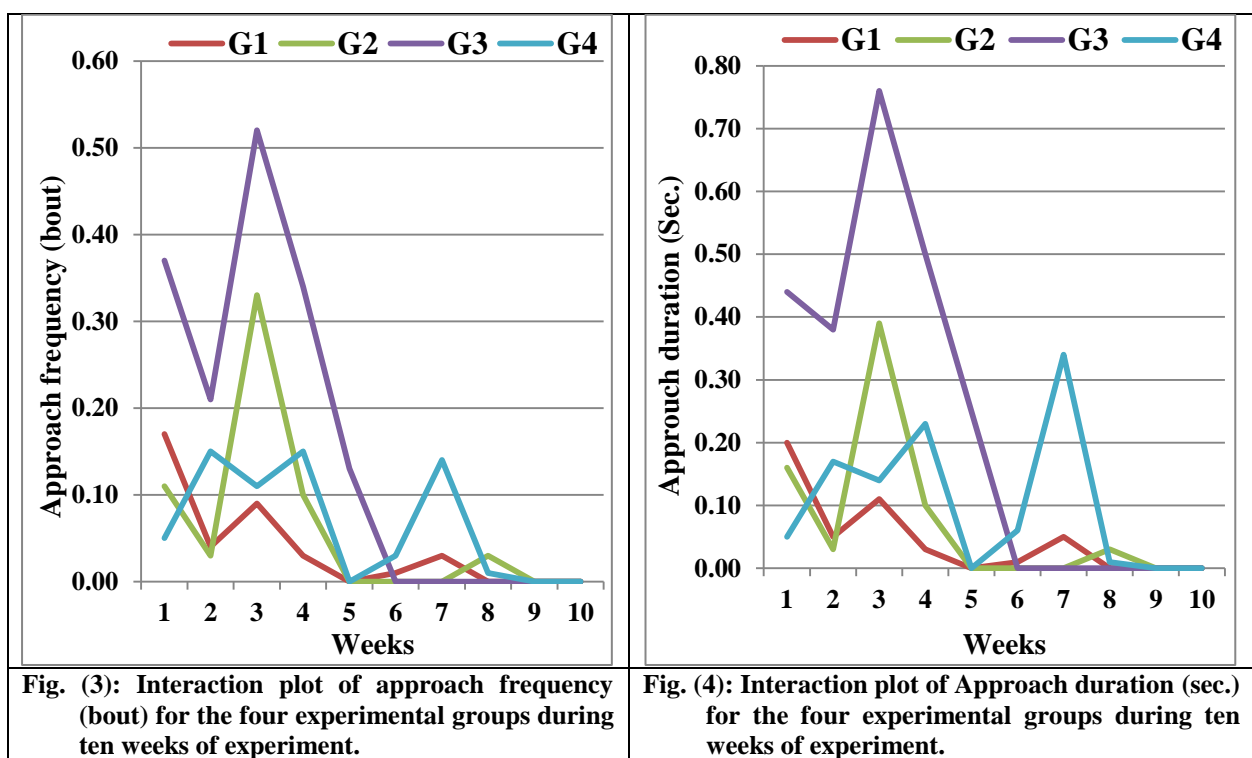 G1 G2 G3 G4
0.60
0.50
0.40
0.30
0.20
0.10
0.00
Approach frequency (bout)
1 2 3 4 5 6 7 8 9 10
Weeks
Fig. (3): Interaction plot of approach frequency
(bout) for the four experimental groups during
ten weeks of experiment.
G1 G2 G3 G4
0.80
0.70
0.60
0.50
0.40
0.30
0.20
0.10
0.00
Approuch duration (Sec.)
1 2 3 4 5 6 7 8 9 10
Weeks
Fig. (4): Interaction plot of Approach duration (sec.)
for the four experimental groups during ten
weeks of experiment.